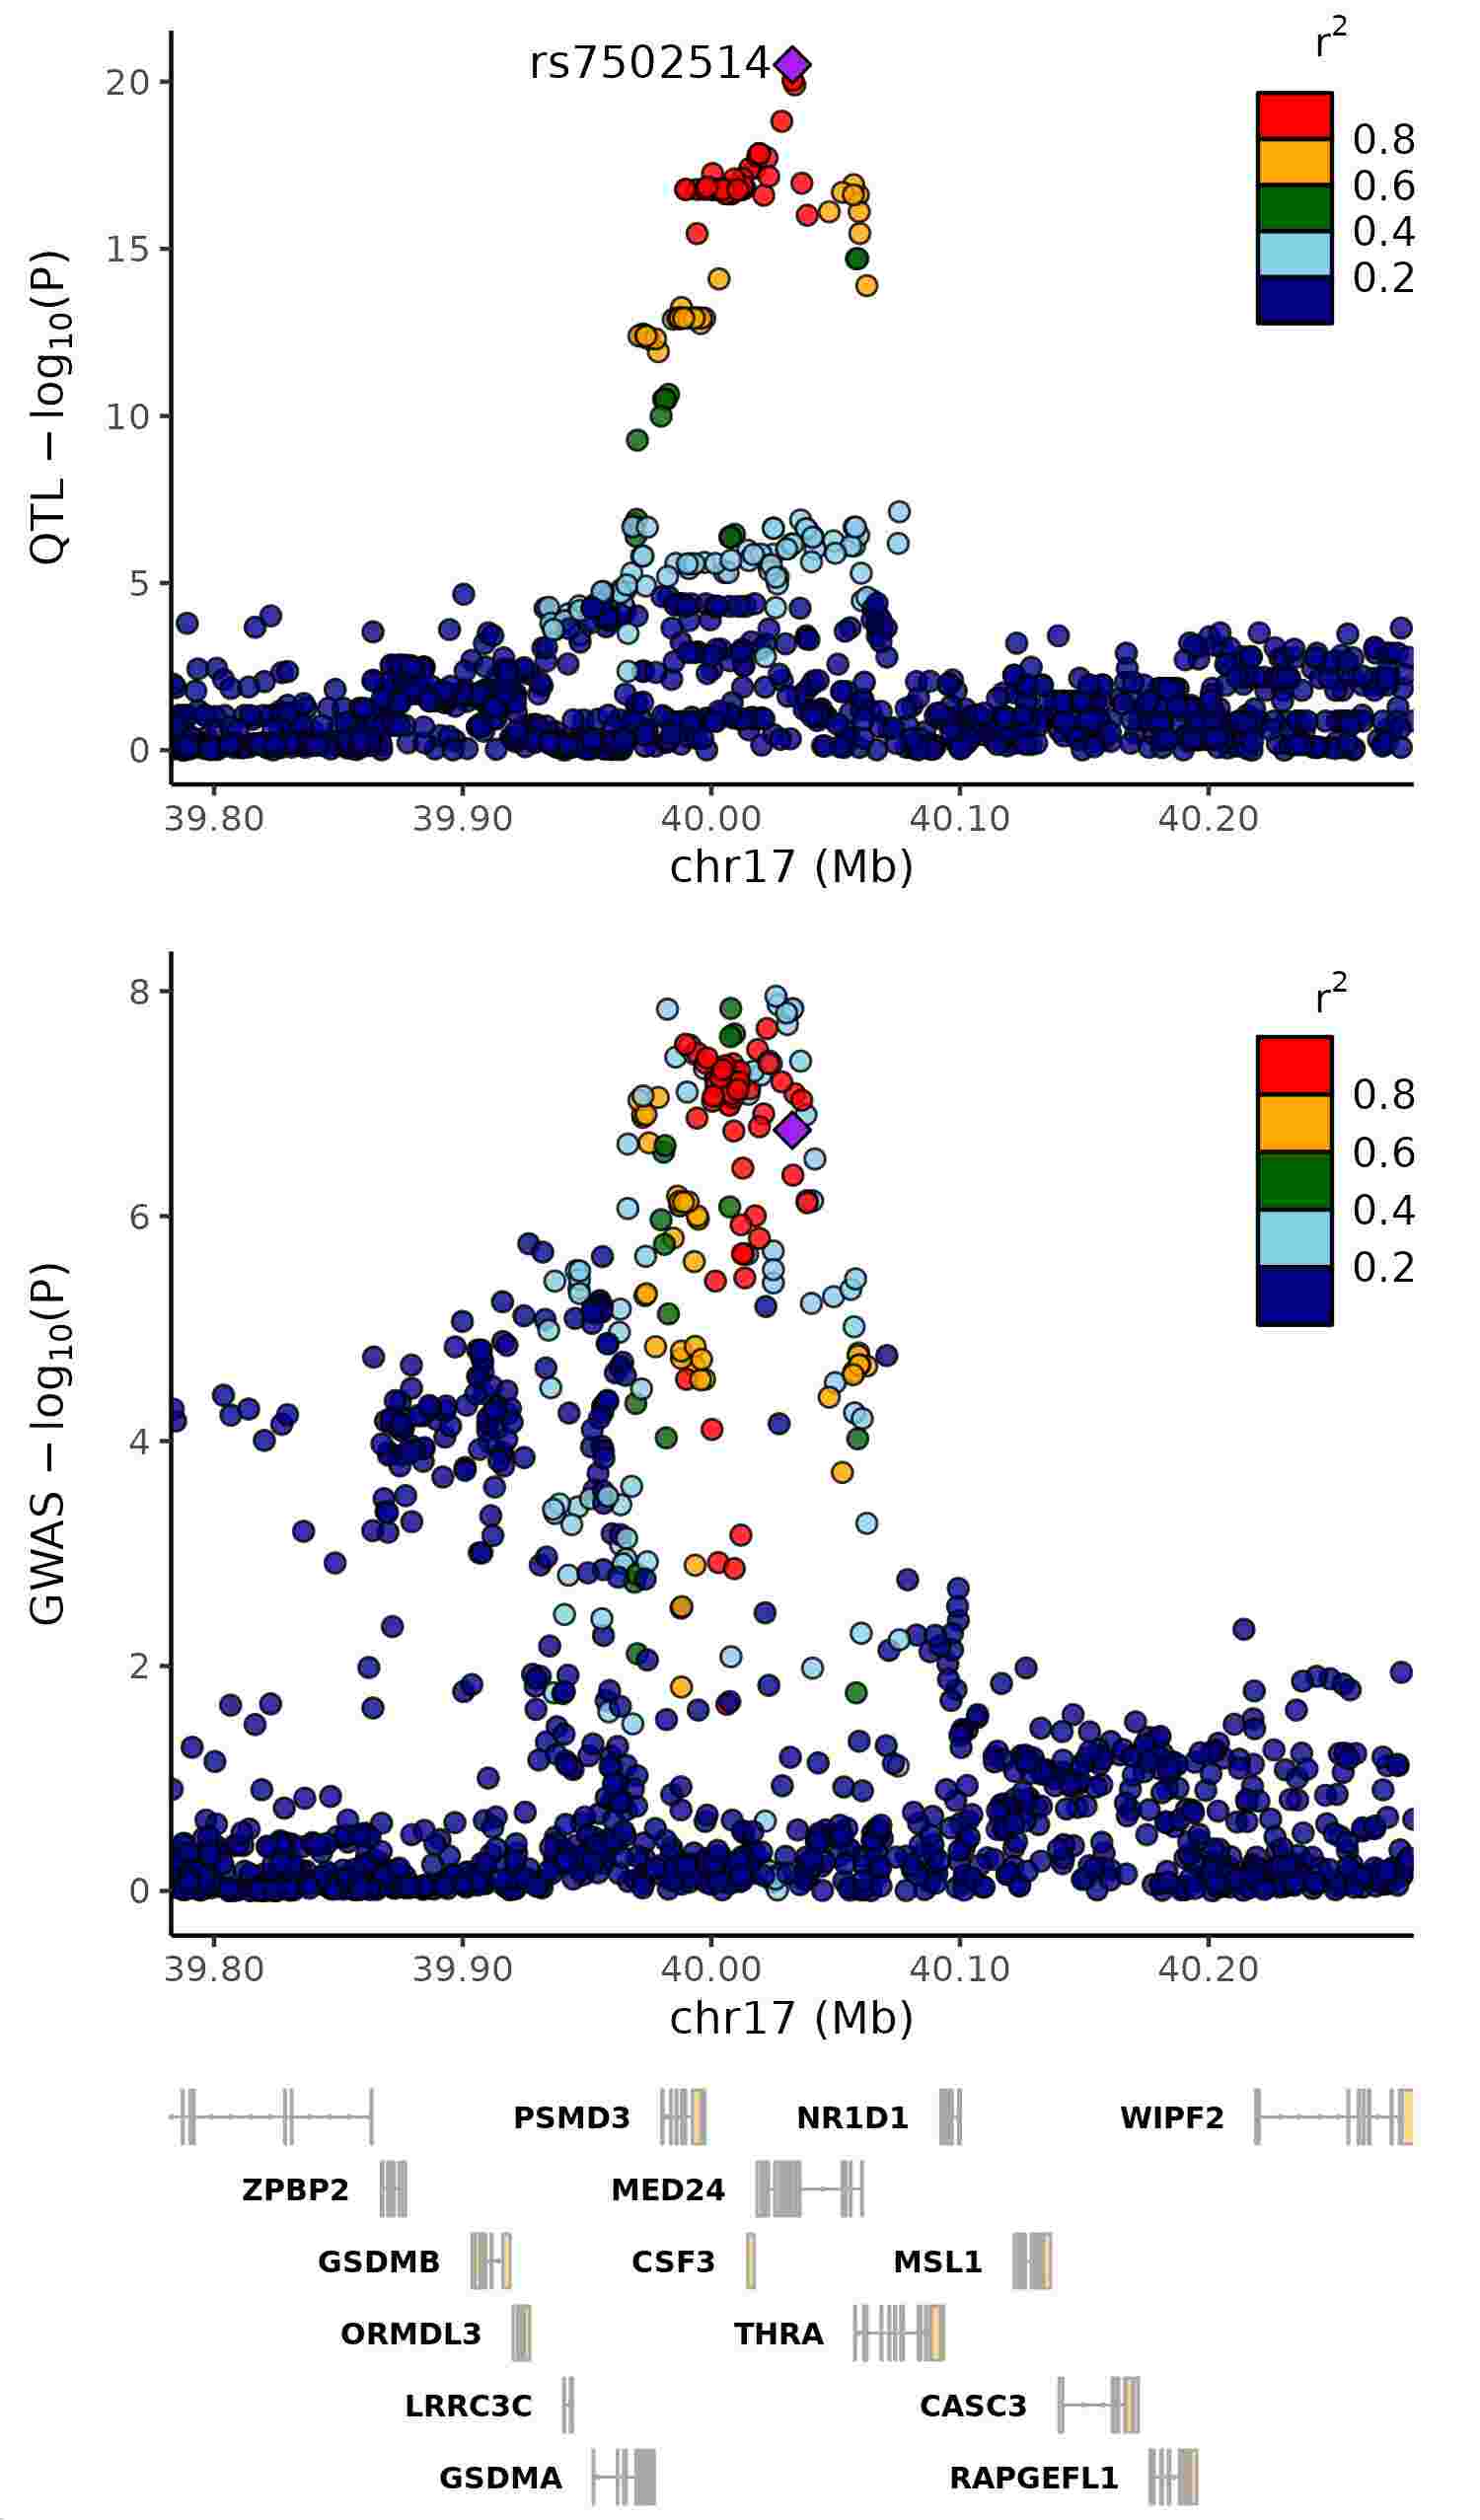 r²
rs7502514
20
15
10
5
0
QTL −log₁₀(P)
0.8
0.6
0.4
0.2
39.80 39.90 40.00 40.10 40.20
chr17 (Mb)
r²
8
6
4
2
0
GWAS −log₁₀(P)
0.8
0.6
0.4
0.2
39.80 39.90 40.00 40.10 40.20
chr17 (Mb)
PSMD3 NR1D1 WIPF2
ZPBP2 MED24
GSDMB CSF3 MSL1
ORMDL3 THRA
LRRC3C CASC3
GSDMA RAPGEFL1